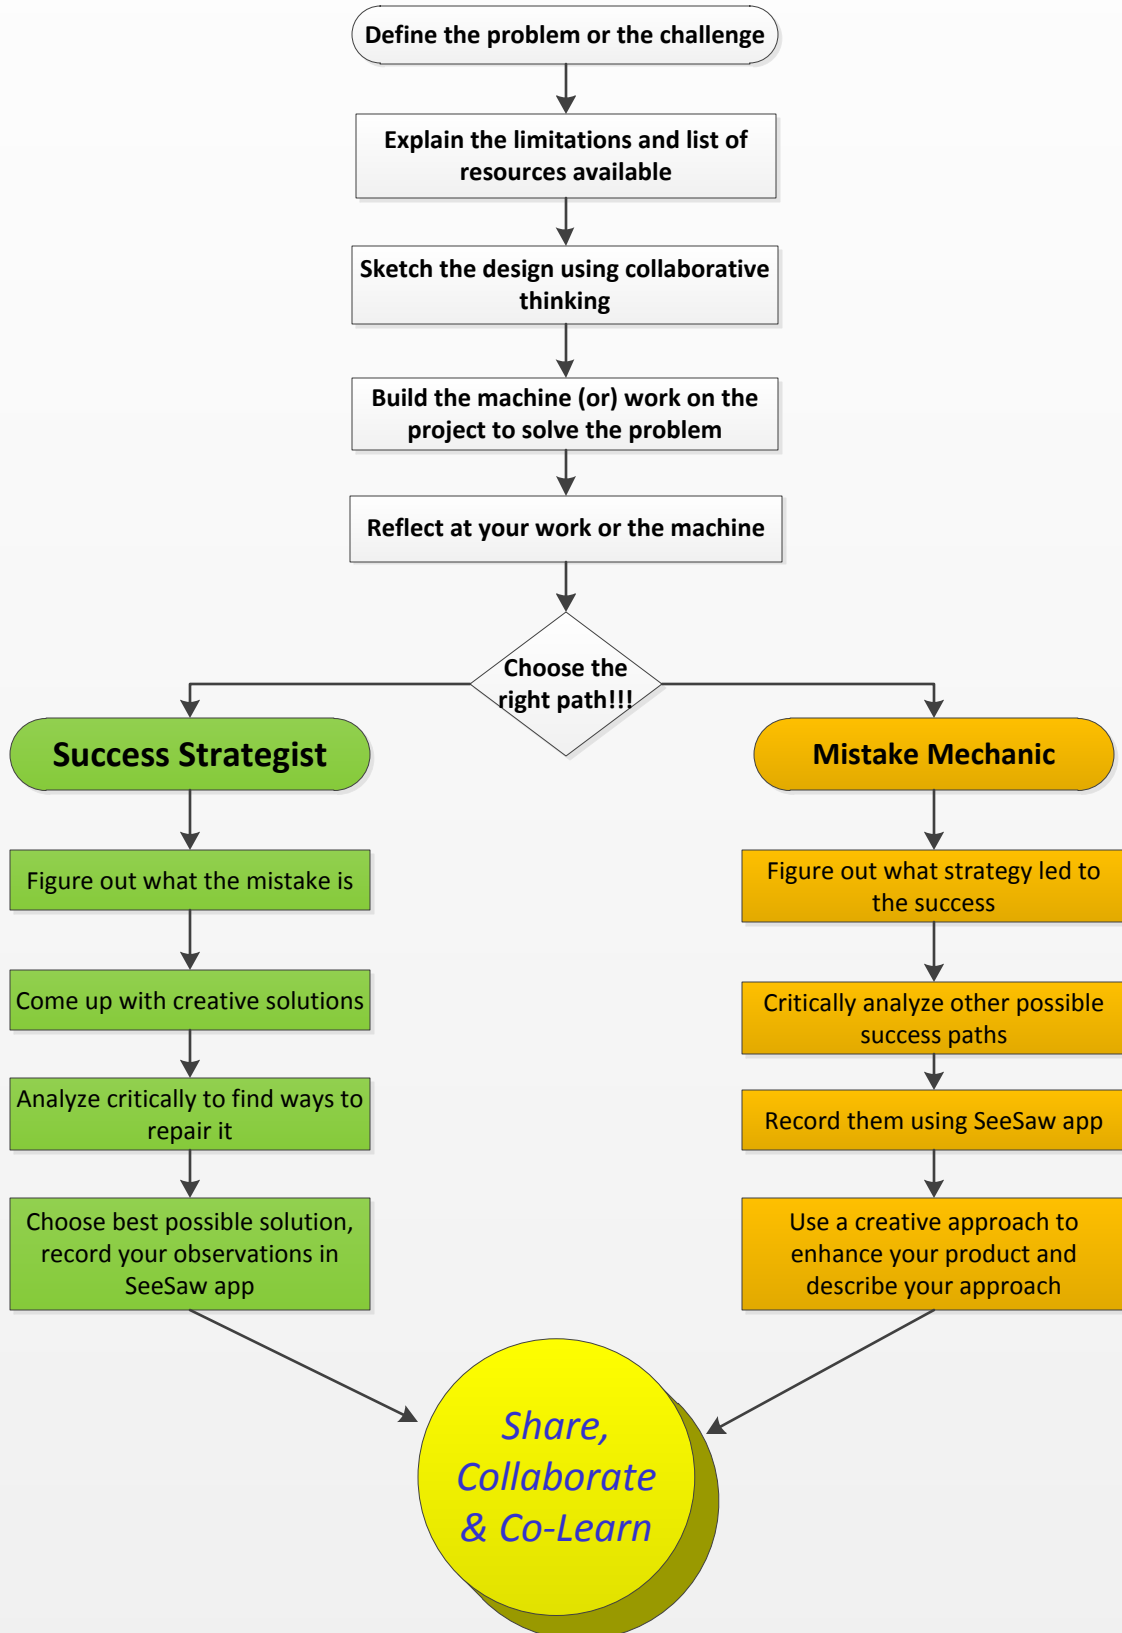 Define the problem or the challenge
Explain the limitations and list of
resources available
Sketch the design using collaborative
thinking
Build the machine (or) work on the
project to solve the problem
Reflect at your work or the machine
Choose the
right path!!!
Success Strategist
Figure out what the mistake is
Come up with creative solutions
Analyze critically to find ways to
repair it
Choose best possible solution,
record your observations in
SeeSaw app
Mistake Mechanic
Figure out what strategy led to
the success
Critically analyze other possible
success paths
Record them using SeeSaw app
Use a creative approach to
enhance your product and
describe your approach
Share,
Collaborate
& Co-Learn